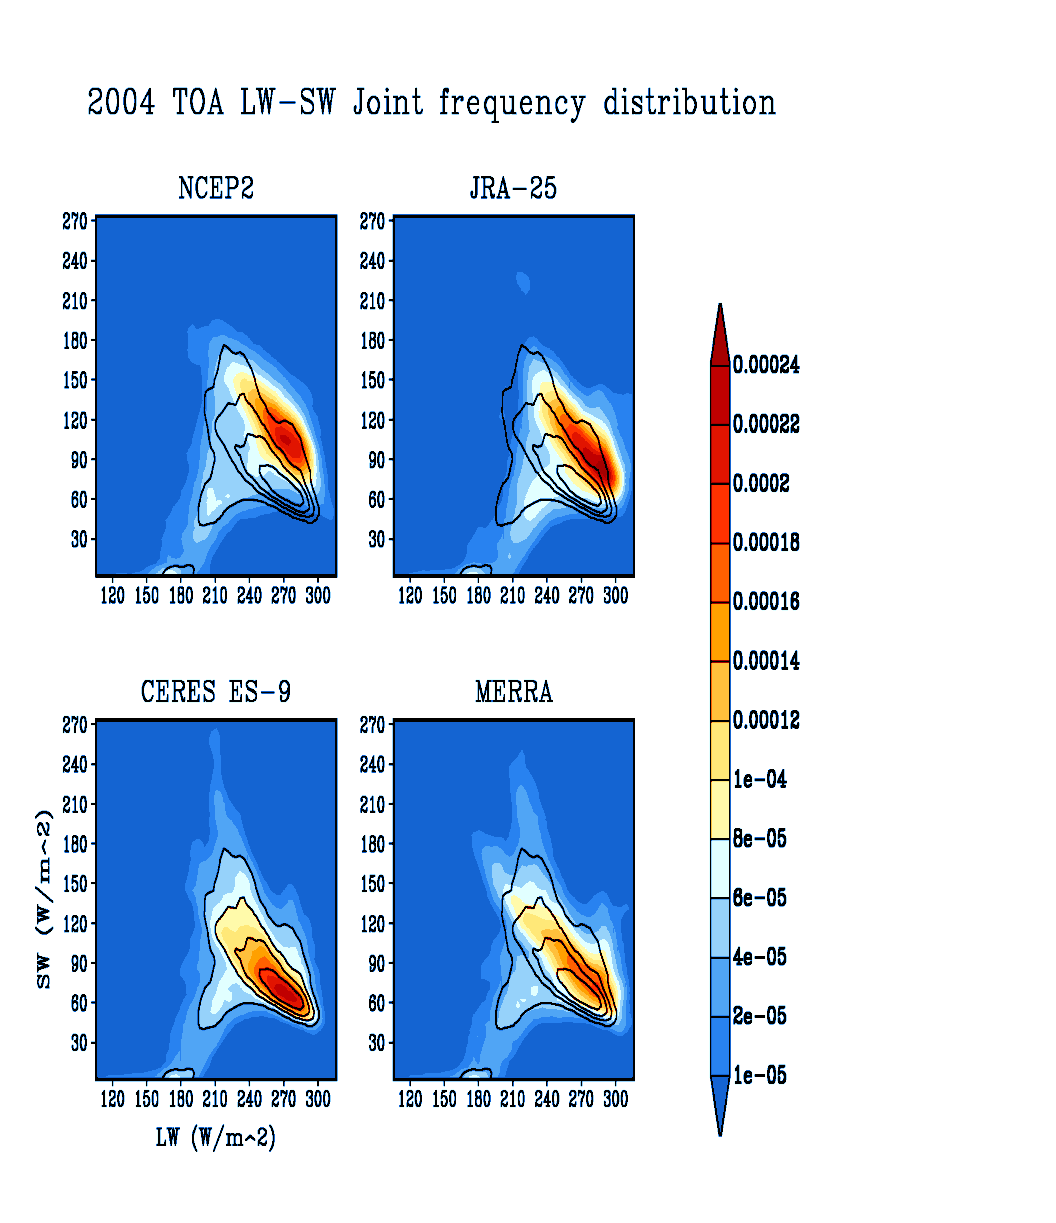 2004 TOA LW-SW Joint frequency distribution
NCEP2 JRA-25
270 270
240 240
210 210
180 180
150 150
120 120
90 90
60 60
30 30
120 150 180 210 240 270 300 120 150 180 210 240 270 300
CERES ES-9 MERRA
270 270
240 240
210 210
180 180
150 150
120 120
90 90
60 60
30 30
120 150 180 210 240 270 300 120 150 180 210 240 270 300
SW (W/m^2)
LW (W/m^2)
0.00024
0.00022
0.0002
0.00018
0.00016
0.00014
0.00012
1e-04
8e-05
6e-05
4e-05
2e-05
1e-05